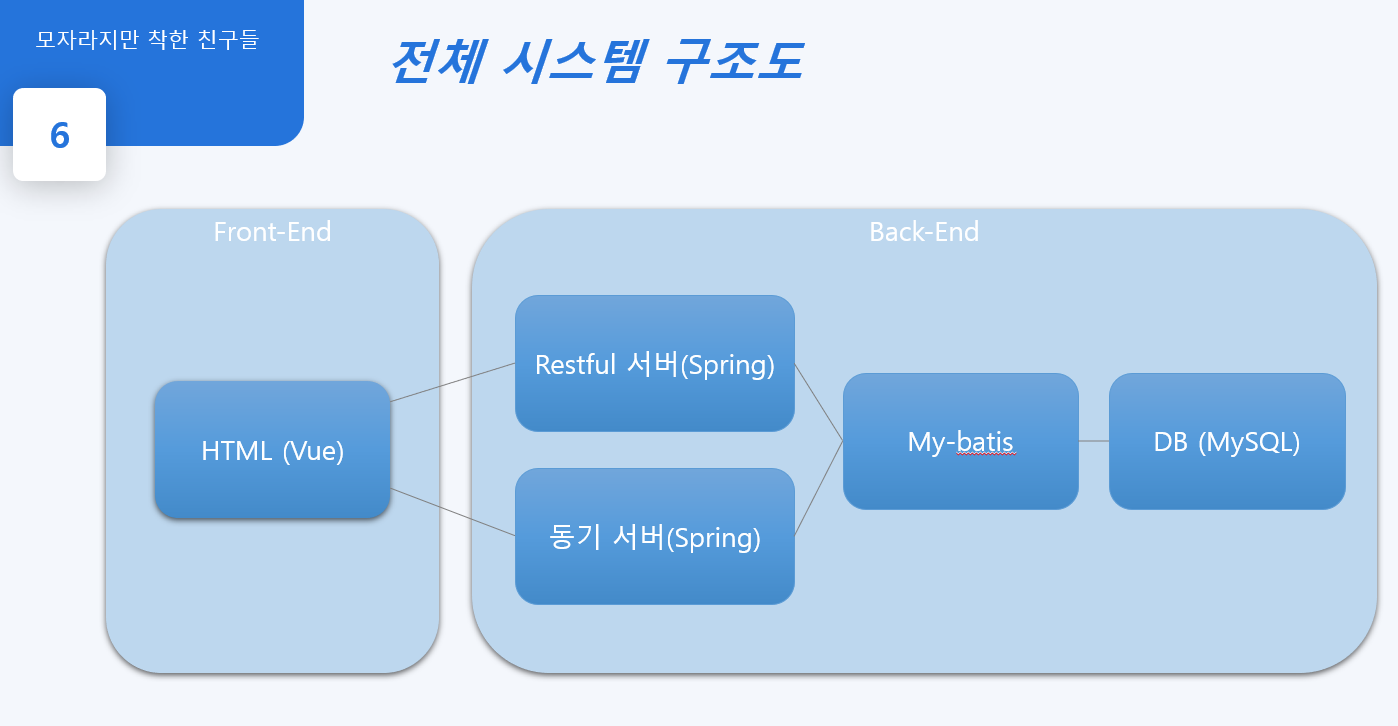 모자라지만 착한 친구들
전체 시스템 구조도
6
Front-End
Back-End
Restful 서버(Spring)
HTML (Vue)
My-batis
DB (MySQL)
동기 서버(Spring)